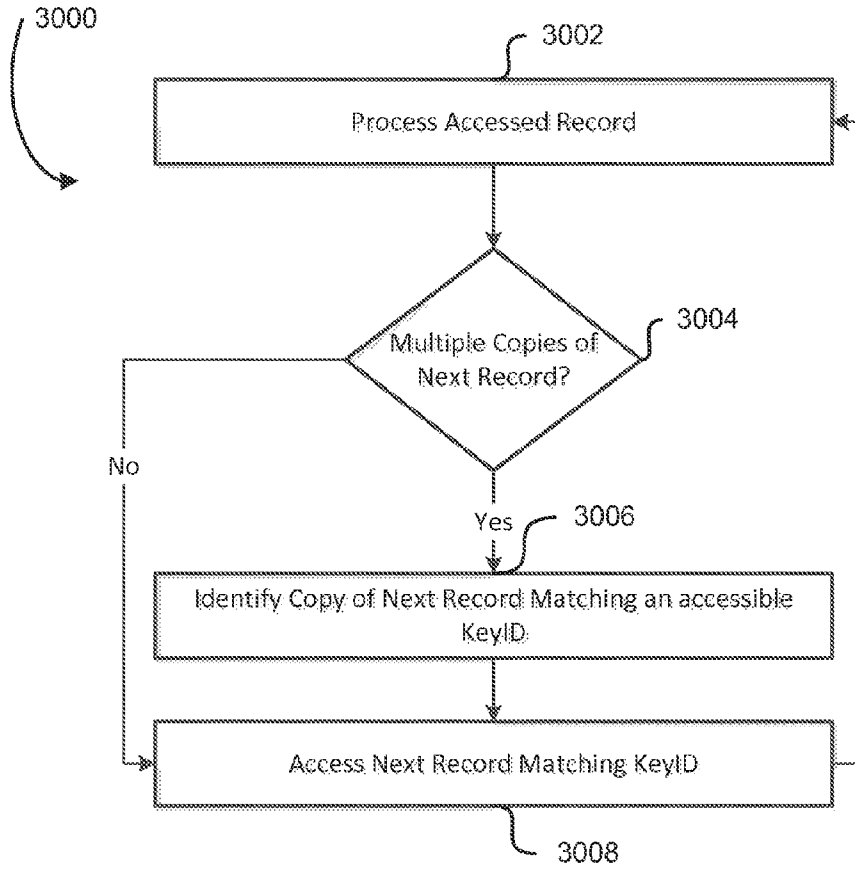 3000
3002
Process Accessed Record
3004
Multiple Copies of
Next Record?
No
Yes
3006
Identify Copy of Next Record Matching an accessible
KeyID
Access Next Record Matching KeyID
3008